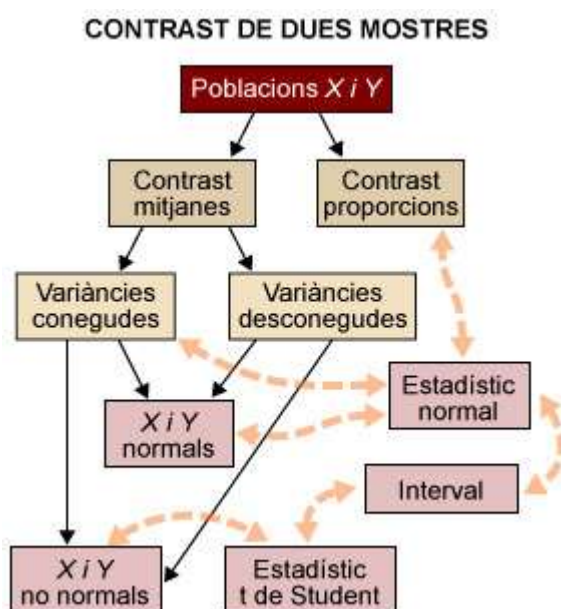 CONTRAST DE DUES MOSTRES
Poblacions X i Y
Contrast
mitjanes
Contrast
proporcions
Variàncies
conegudes
Variàncies
desconegudes
Estadístic
normal
X i Y
normals
Interval
X i Y
no normals
Estadístic
t de Student